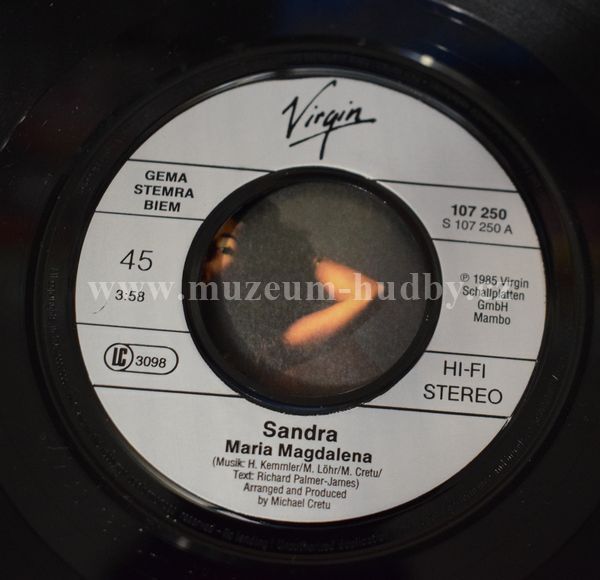 Virgin
GEMA
STEMRA
BIEM
107 250
S 107 250 A
45
3:58
℗ 1985 Virgin
Schallplatten
GmbH
Mambo
www.muzeum-hudby.
LC 3098
HI-FI
STEREO
Sandra
Maria Magdalena
(Musik: H. Kemmler/M. Löhr/M. Cretu/
Text: Richard Palmer-James)
Arranged and Produced
by Michael Cretu